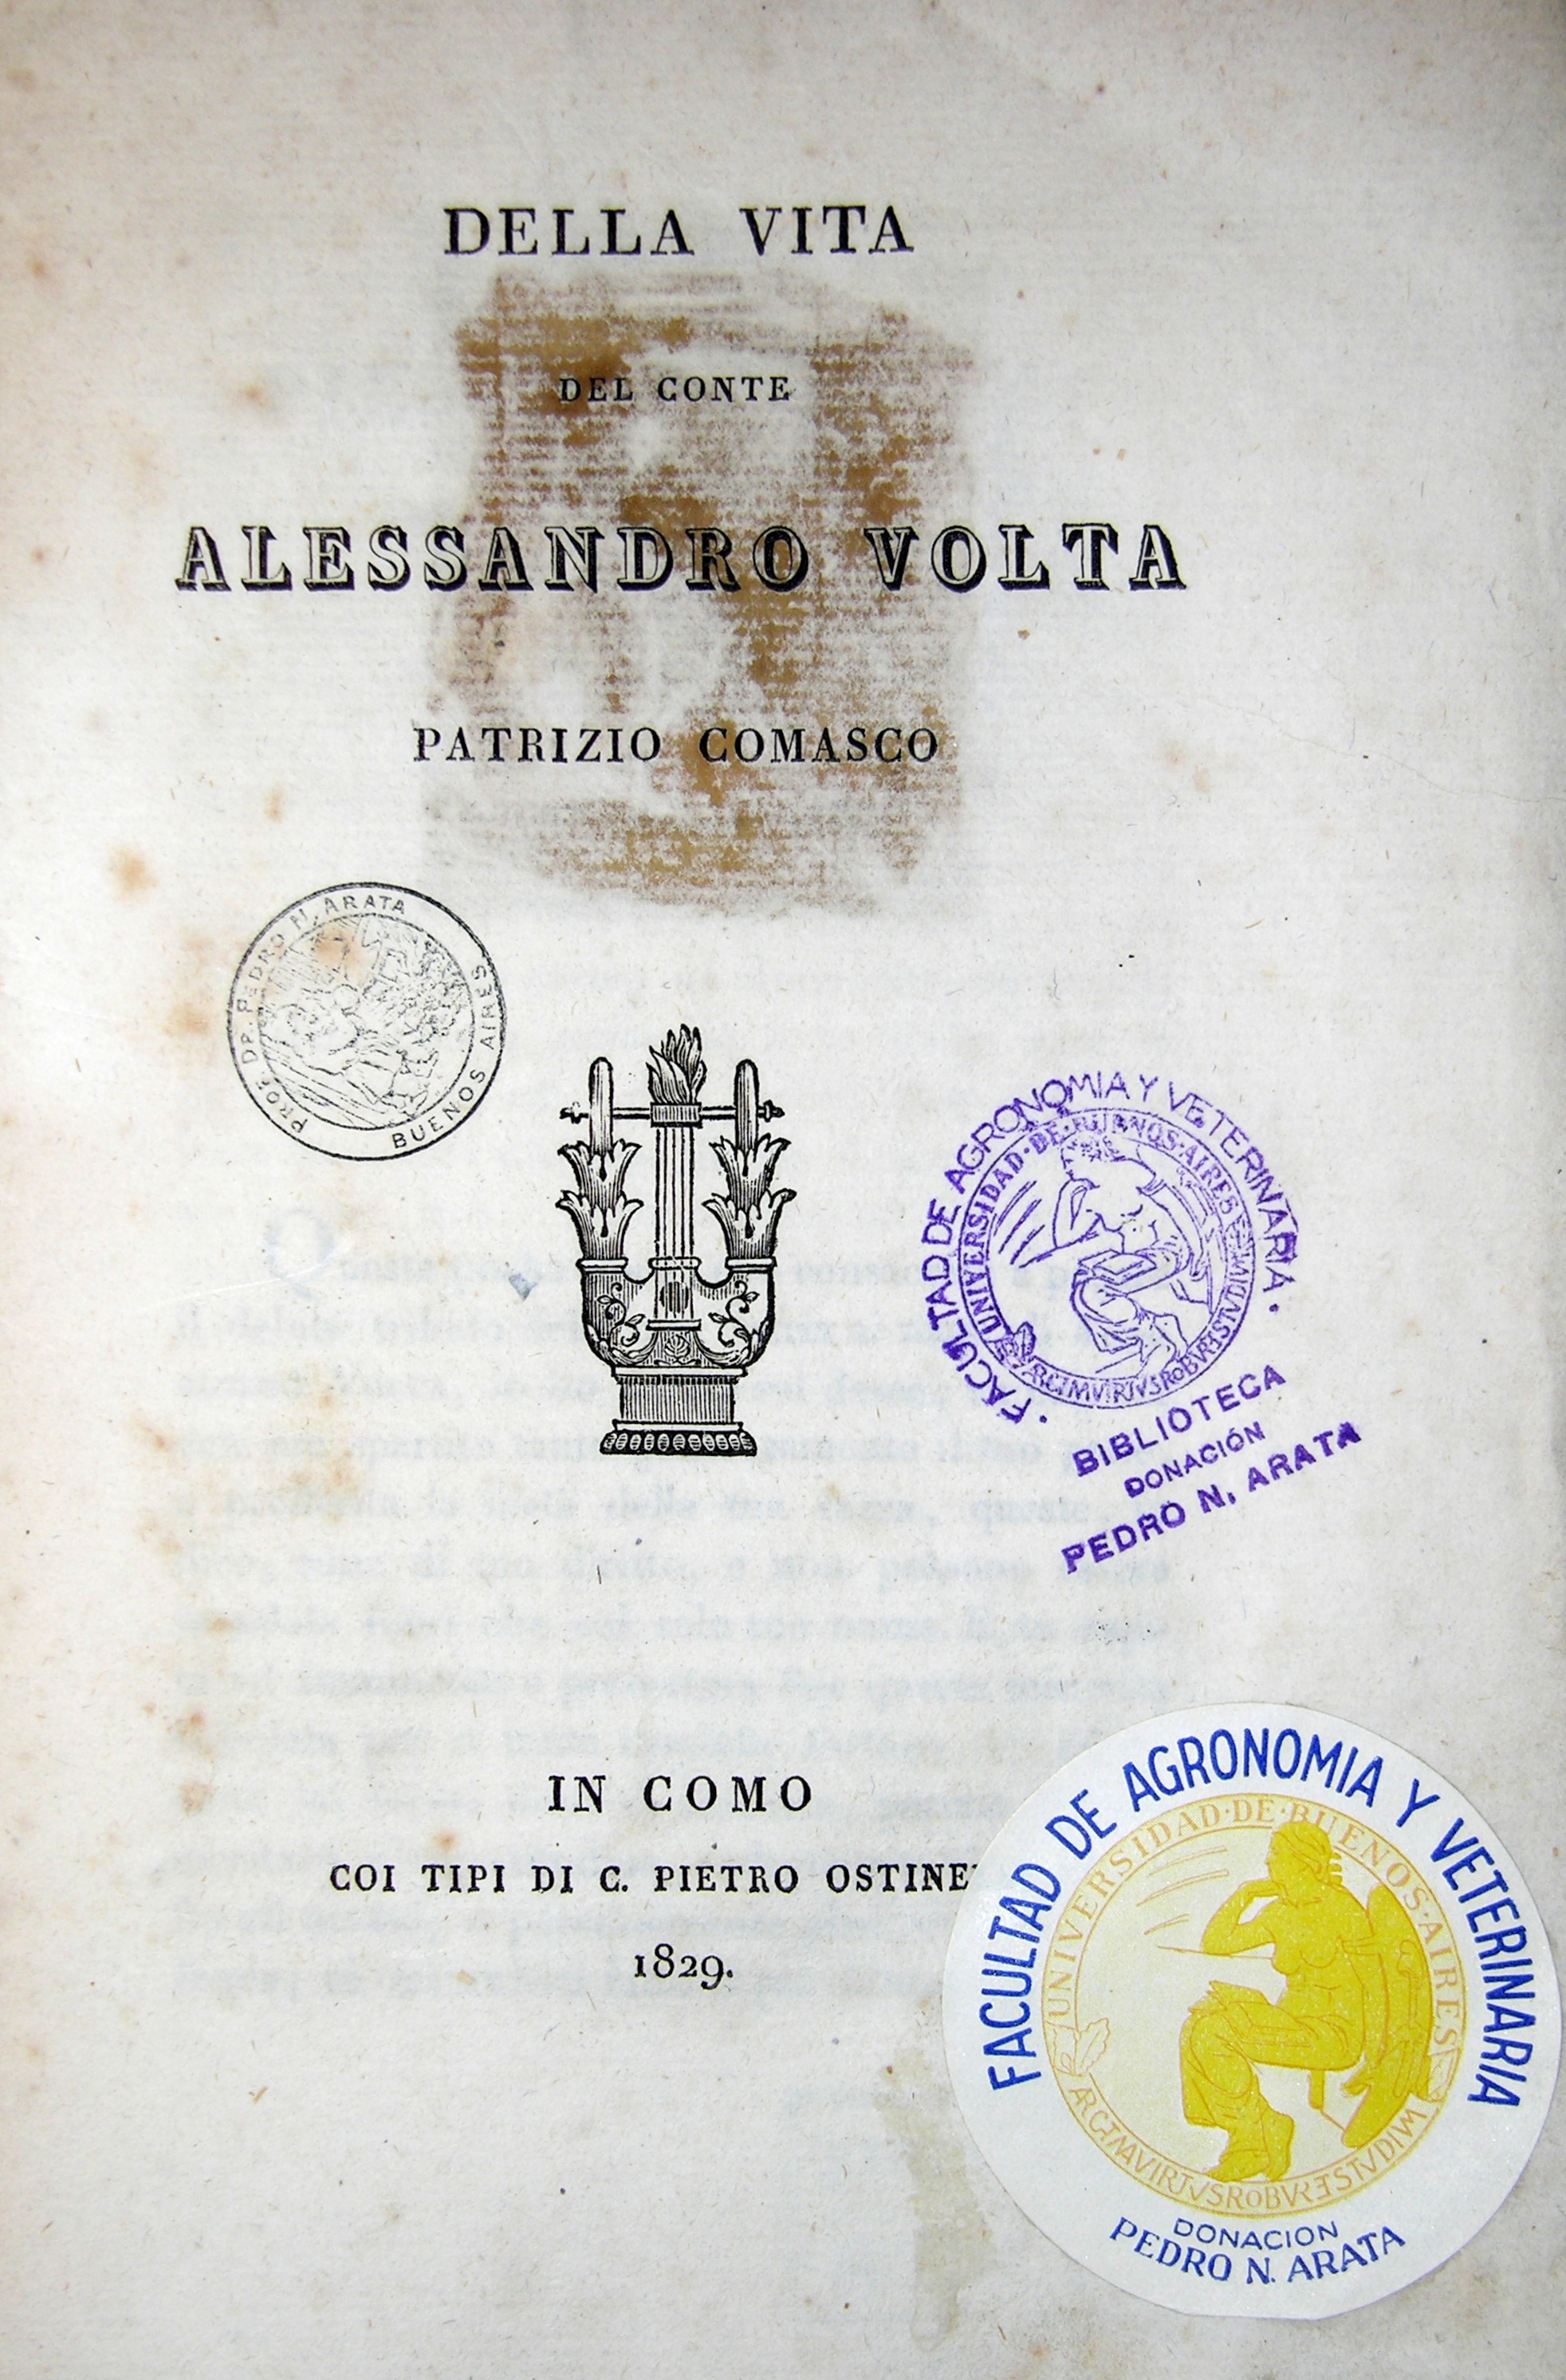 DELLA VITA
DEL CONTE
ALESSANDRO VOLTA
PATRIZIO COMASCO
PROF. DR. PEDRO N. ARATA
BUENOS AIRES
FACULTAD DE AGRONOMIA Y VETERINARIA
UNIVERSIDAD·DE·BUENOS·AIRES
ARGTMVIRTVSROBVRESTVDIVM
BIBLIOTECA
DONACIÓN
PEDRO N. ARATA
IN COMO
COI TIPI DI C. PIETRO OSTINE
1829.
FACULTAD DE AGRONOMIA Y VETERINARIA
UNIVERSIDAD·DE·BUENOS·AIRES
ARGTMVIRTVSROBVRESTVDIVM
DONACION
PEDRO N. ARATA